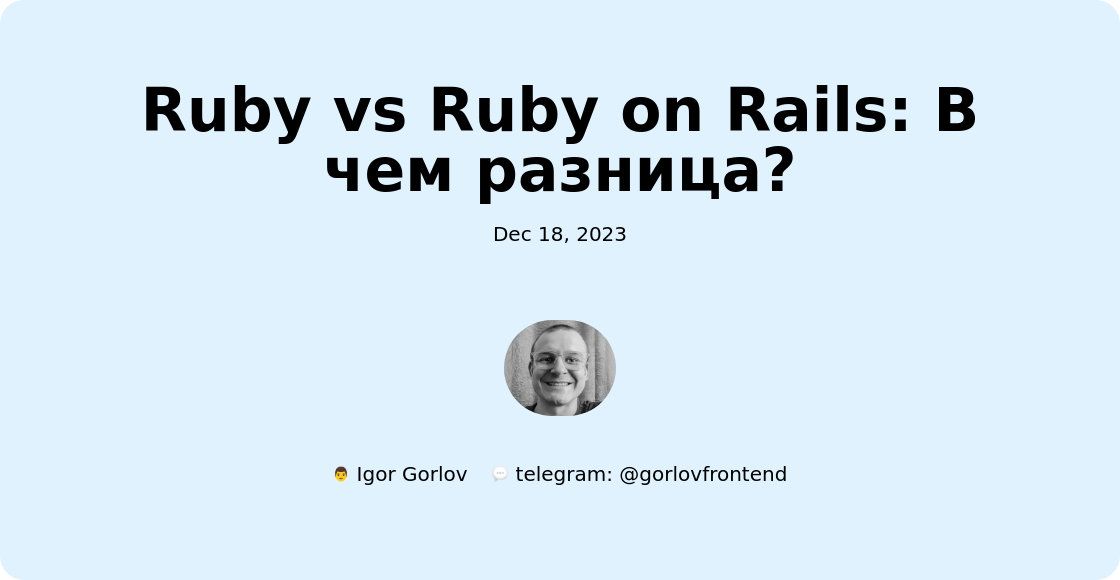 Ruby vs Ruby on Rails: В
чем разница?
Dec 18, 2023
Igor Gorlov telegram: @gorlovfrontend